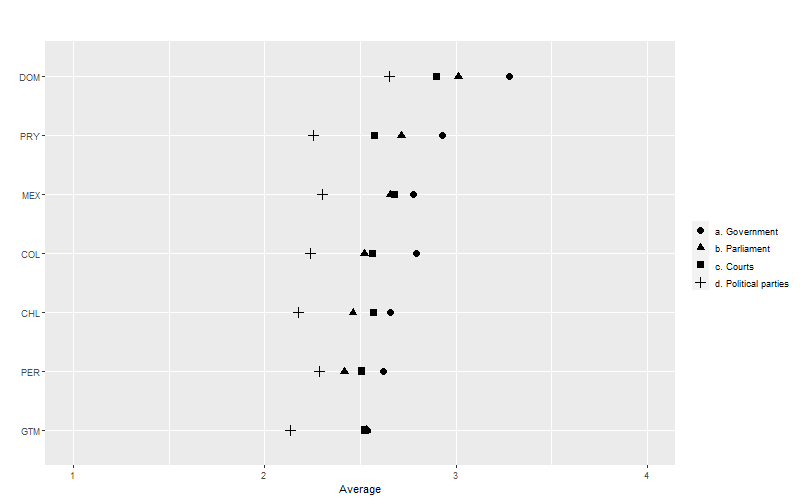 DOM
PRY
MEX
COL
CHL
PER
GTM
1 2 3 4
Average
a. Government
b. Parliament
c. Courts
d. Political parties